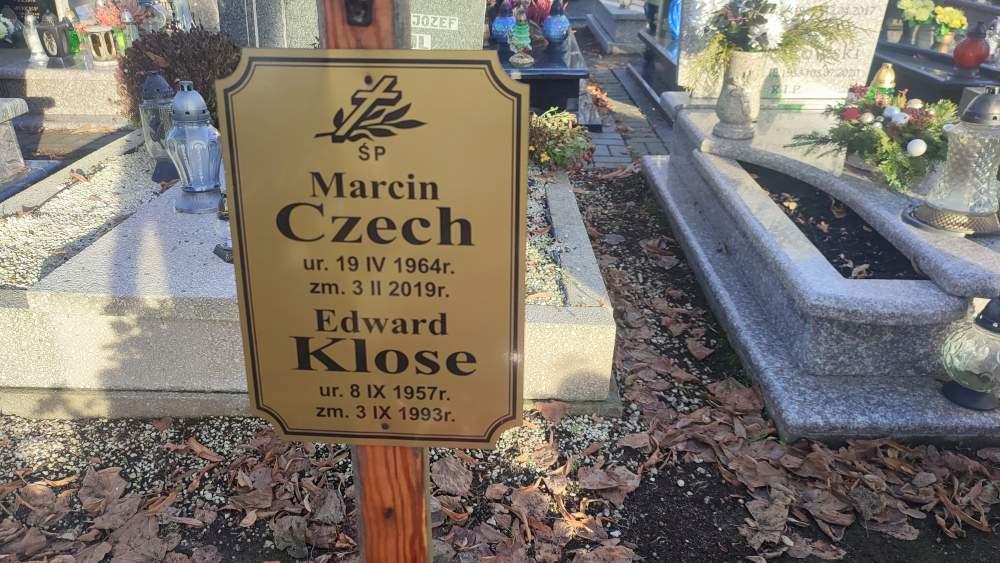 JOZEF
ŚP
Marcin
Czech
ur. 19 IV 1964r.
zm. 3 II 2019r.
Edward
Klose
ur. 8 IX 1957r.
zm. 3 IX 1993r.
R.I.P.